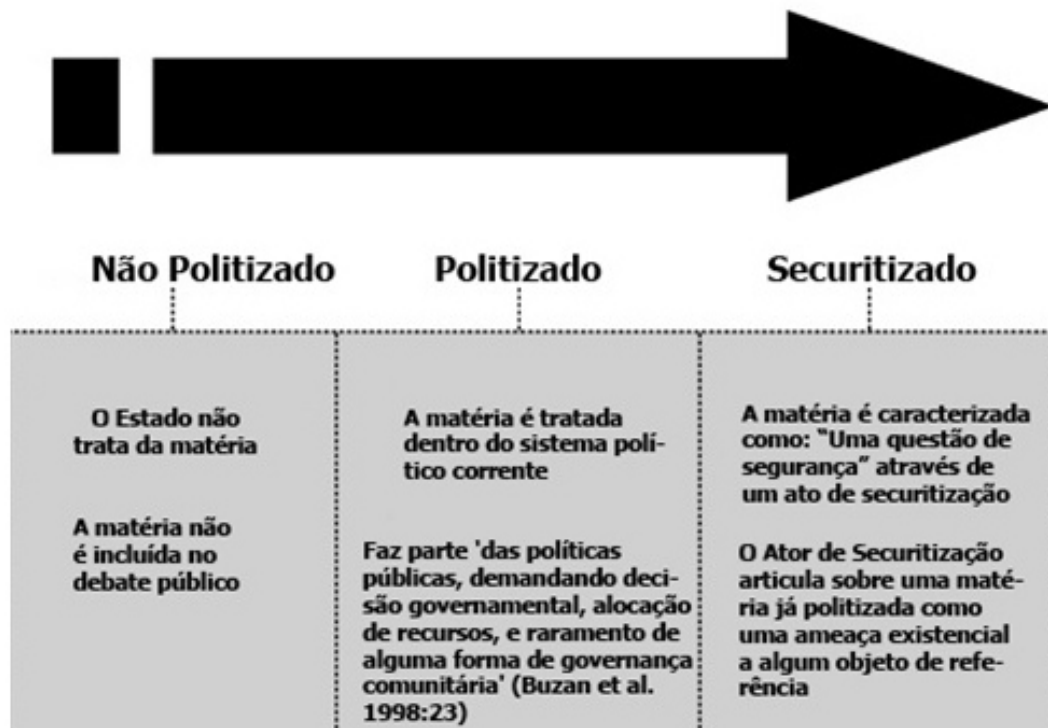 Não Politizado
Politizado
Securitizado
O Estado não
trata da matéria
A matéria não
é incluída no
debate público
A matéria é tratada
dentro do sistema polí-
tico corrente
Faz parte 'das políticas
públicas, demandando deci-
são governamental, alocação
de recursos, e raramento de
alguma forma de governança
comunitária' (Buzan et al.
1998:23)
A matéria é caracterizada
como: "Uma questão de
segurança" através de
um ato de securitização
O Ator de Securitização
articula sobre uma maté-
ria já politizada como
uma ameaça existencial
a algum objeto de refe-
rência